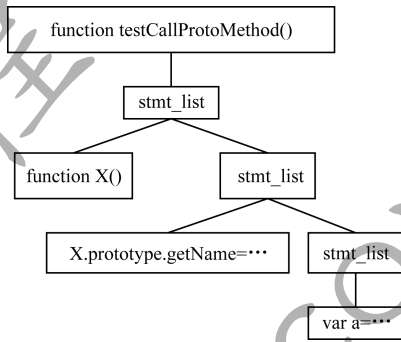 function testCallProtoMethod()
stmt_list
function X()
stmt_list
X.prototype.getName=⋯
stmt_list
var a=⋯